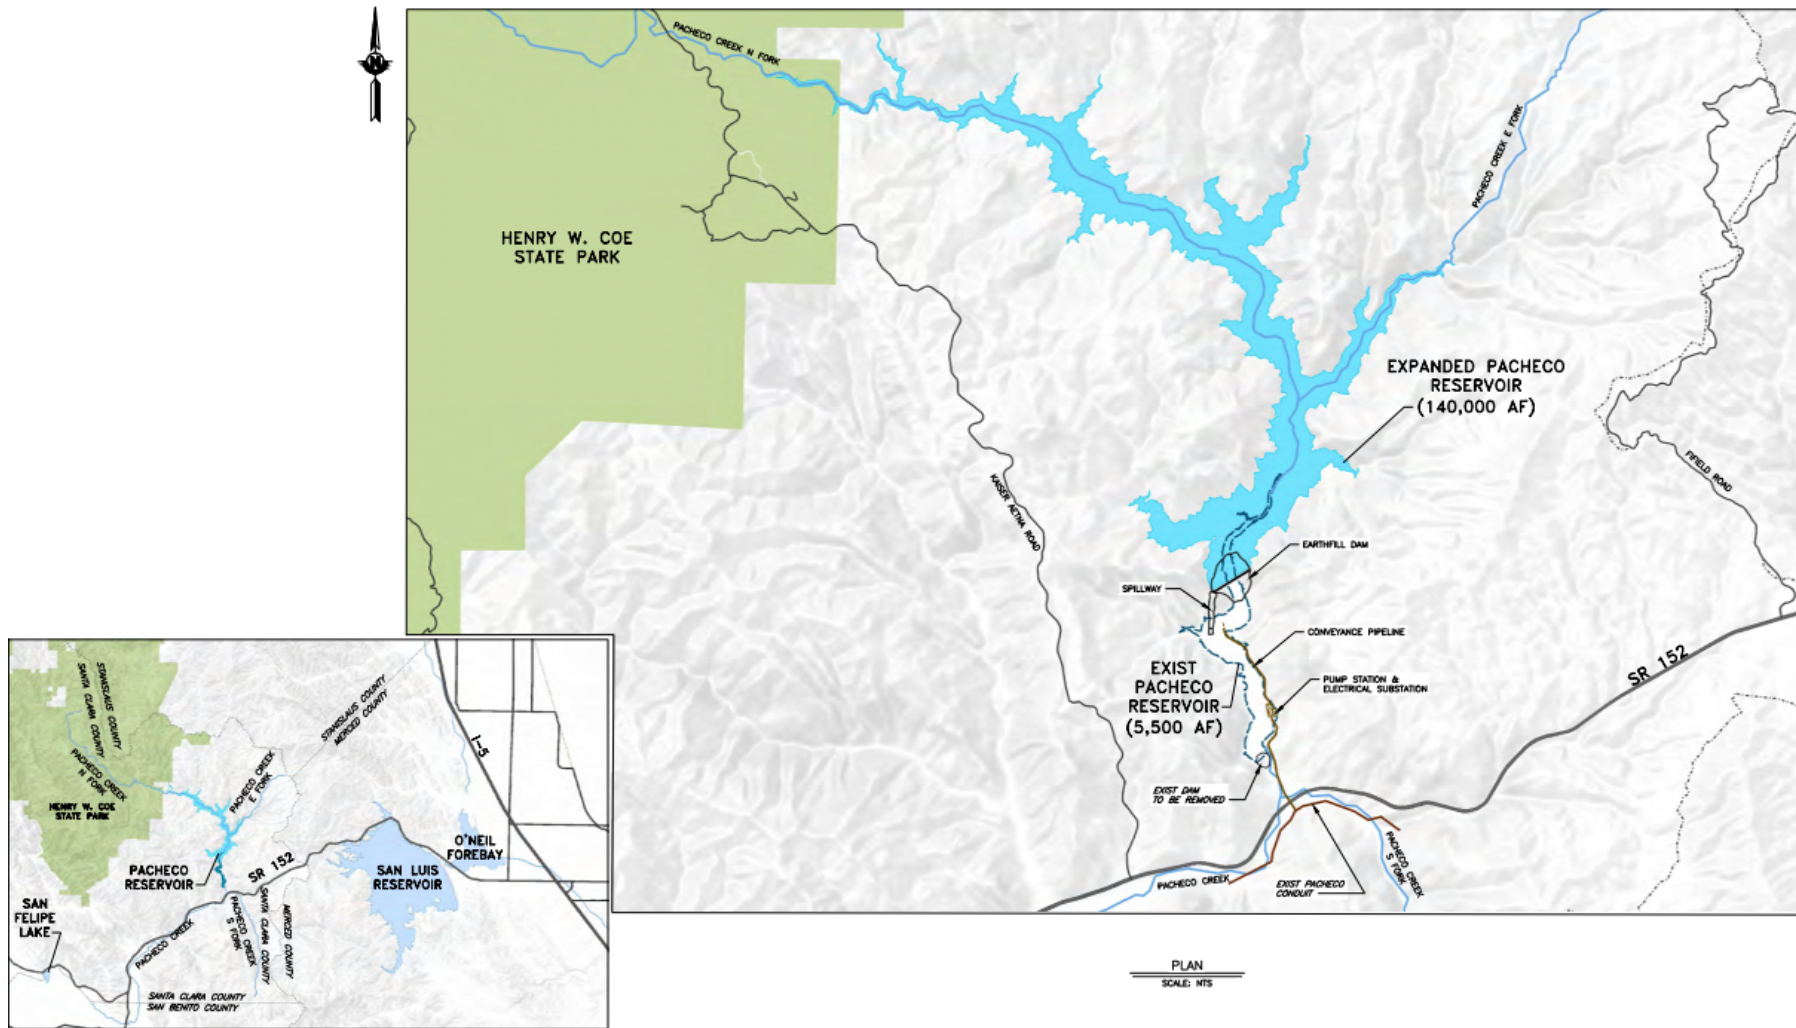 N
PACHECO CREEK N FORK
PACHECO CREEK E FORK
HENRY W. COE
STATE PARK
EXPANDED PACHECO
RESERVOIR
(140,000 AF)
FIFIELD ROAD
KAISER AETNA ROAD
EARTHFILL DAM
SPILLWAY
CONVEYANCE PIPELINE
EXIST
PACHECO
RESERVOIR
(5,500 AF)
PUMP STATION &
ELECTRICAL SUBSTATION
SR 152
EXIST DAM
TO BE REMOVED
PACHECO CREEK
EXIST PACHECO
CONDUIT
PACHECO CREEK
S FORK
STANISLAUS COUNTY
SANTA CLARA COUNTY
STANISLAUS COUNTY
MERCED COUNTY
I-5
PACHECO CREEK
N FORK
PACHECO CREEK
E FORK
HENRY W. COE
STATE PARK
PACHECO
RESERVOIR
SR 152
SAN LUIS
RESERVOIR
O'NEIL
FOREBAY
SAN
FELIPE
LAKE
PACHECO CREEK
PACHECO CREEK
S FORK
SANTA CLARA COUNTY
MERCED COUNTY
SANTA CLARA COUNTY
SAN BENITO COUNTY
PLAN
SCALE: NTS